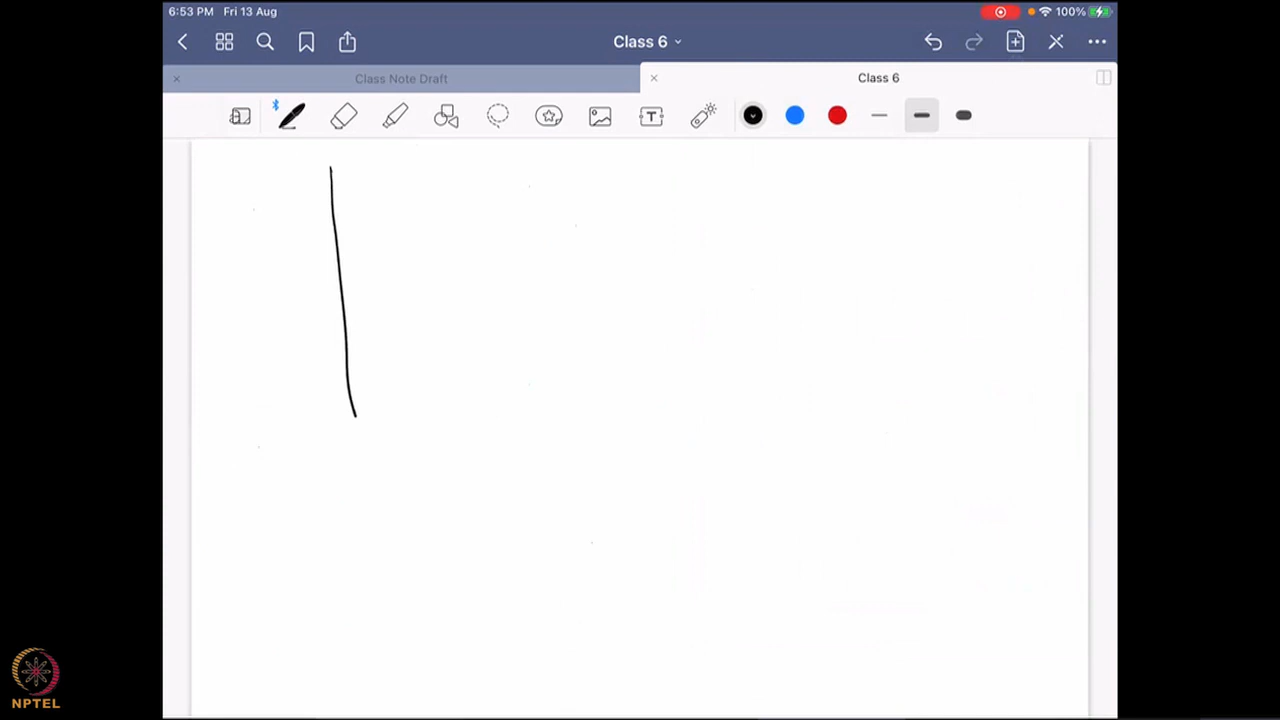 6:53 PM Fri 13 Aug 100%
Class 6
Class Note Draft
Class 6
T
NPTEL